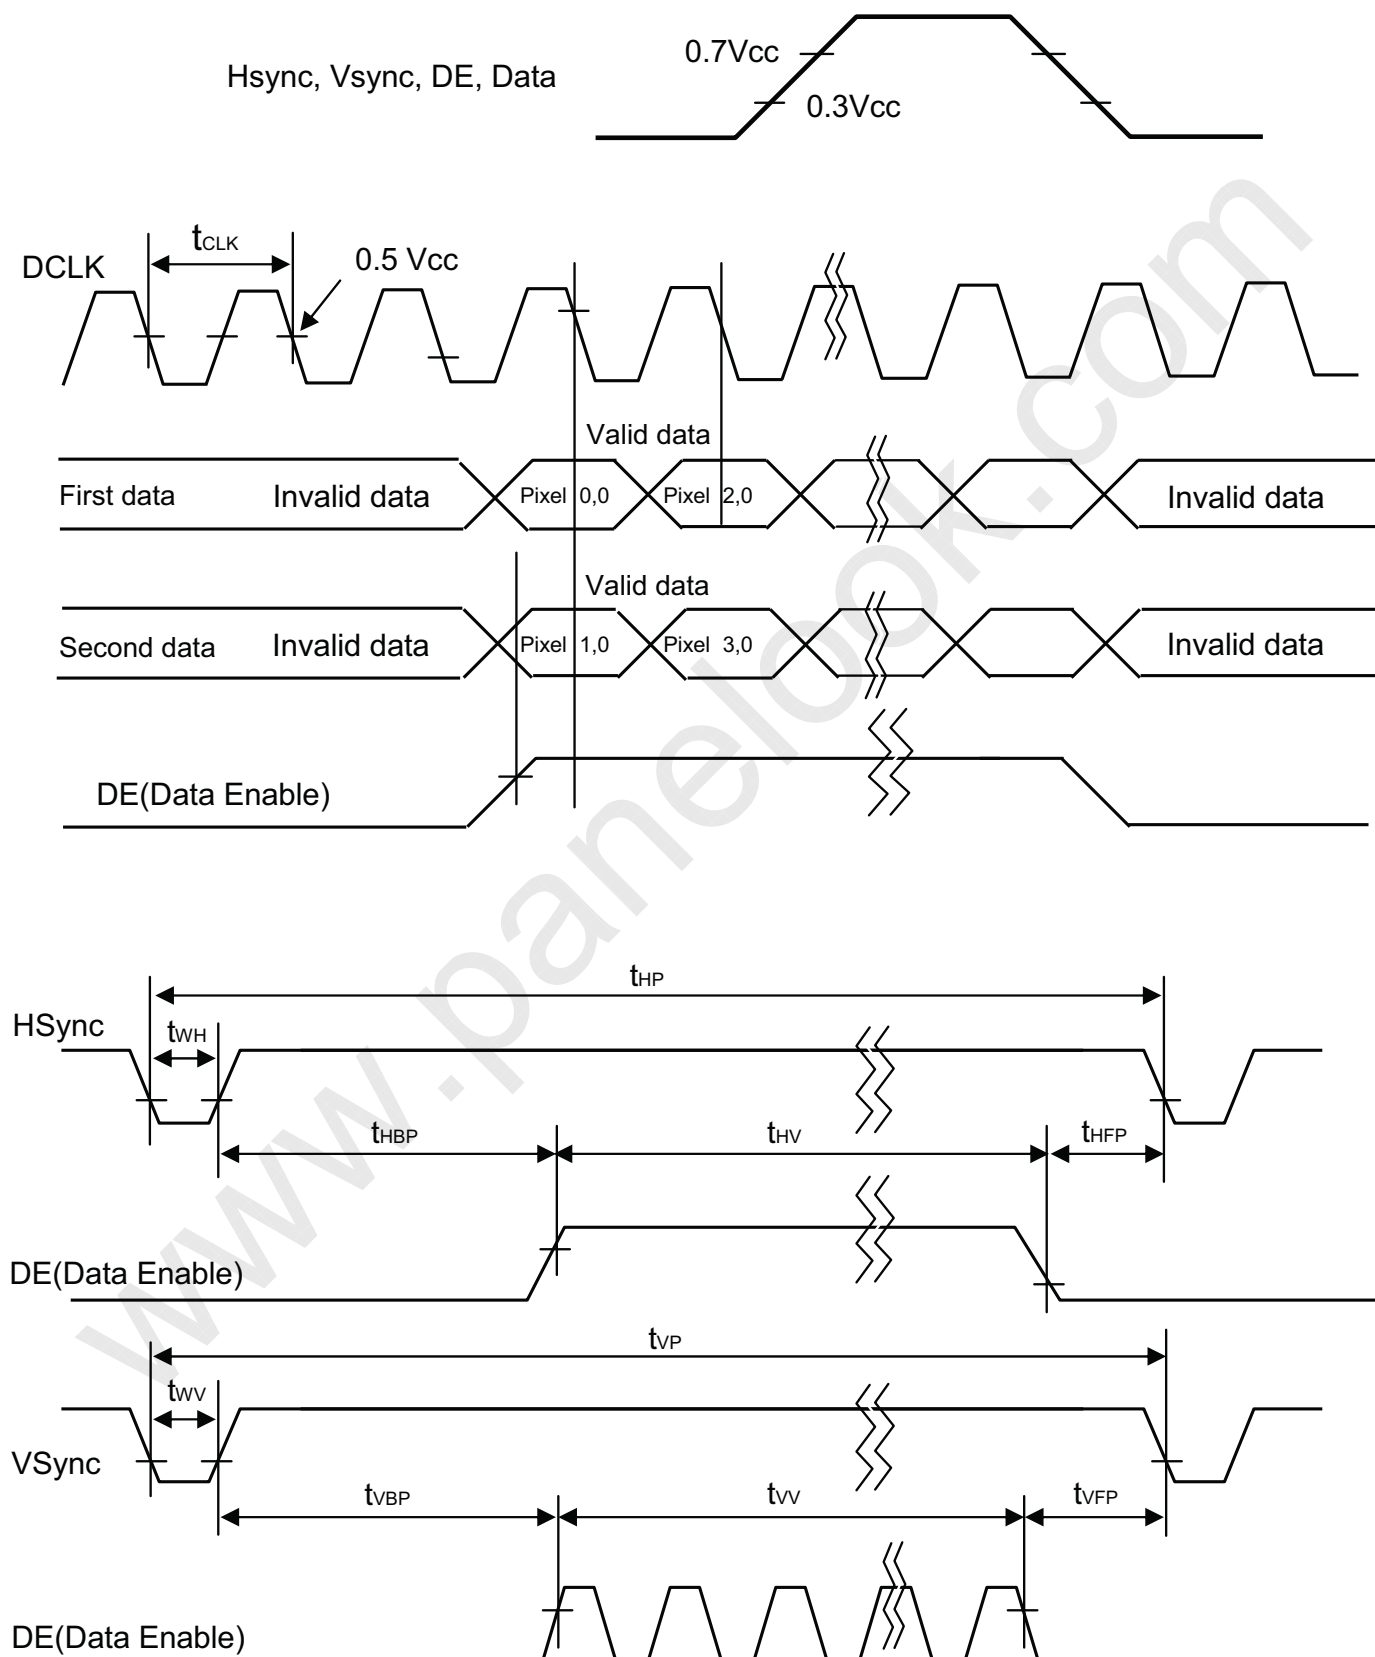 0.7Vcc
Hsync, Vsync, DE, Data
0.3Vcc
tCLK
DCLK
0.5 Vcc
Valid data
First data Invalid data Pixel 0,0 Pixel 2,0 Invalid data
Valid data
Second data Invalid data Pixel 1,0 Pixel 3,0 Invalid data
DE(Data Enable)
tHP
HSync
tWH
tHBP tHV tHFP
DE(Data Enable)
tVP
tWV
VSync
tVBP tVV tVFP
DE(Data Enable)
www.panelook.com